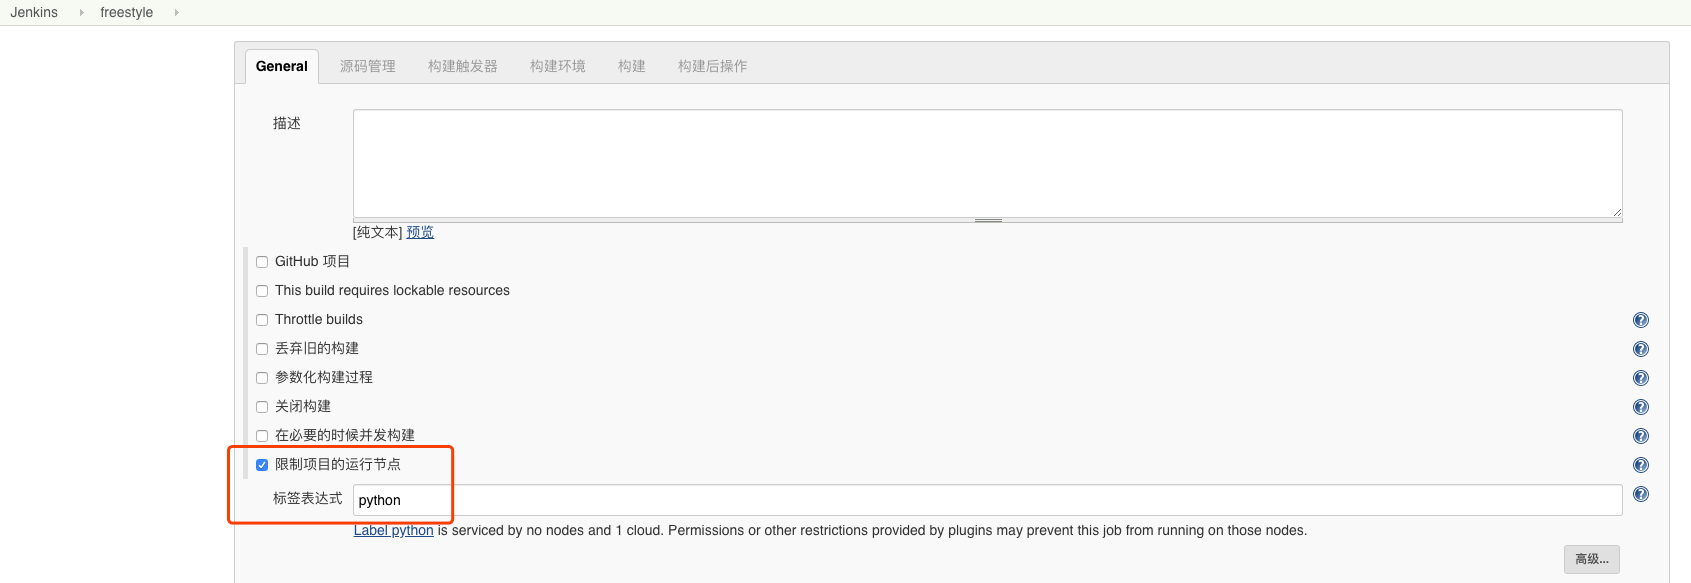 Jenkins freestyle
General 源码管理 构建触发器 构建环境 构建 构建后操作
描述
[纯文本] 预览
GitHub 项目
This build requires lockable resources
Throttle builds
丢弃旧的构建
参数化构建过程
关闭构建
在必要的时候并发构建
限制项目的运行节点
标签表达式 python
Label python is serviced by no nodes and 1 cloud. Permissions or other restrictions provided by plugins may prevent this job from running on those nodes.
高级...